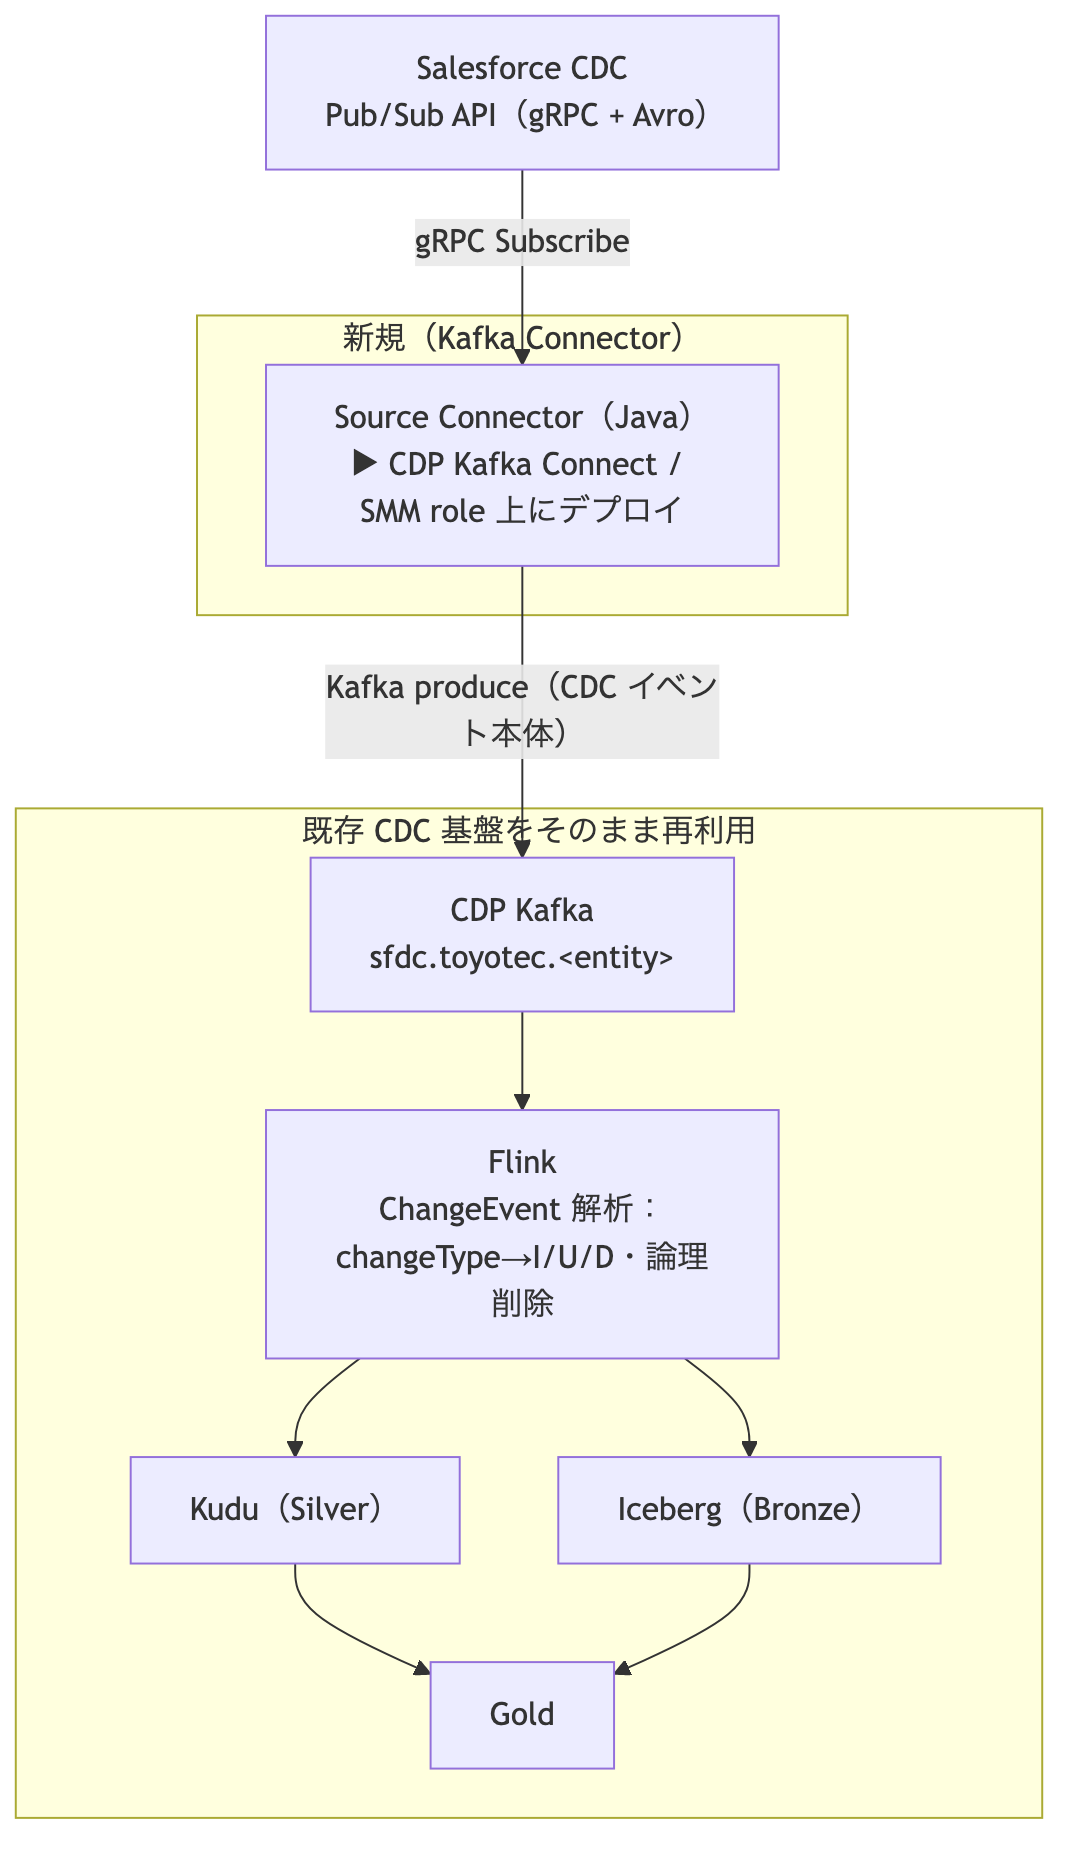 Salesforce CDC
Pub/Sub API（gRPC + Avro）
gRPC Subscribe
新規（Kafka Connector）
Source Connector（Java）
▶ CDP Kafka Connect /
SMM role 上にデプロイ
Kafka produce（CDC イベン
ト本体）
既存 CDC 基盤をそのまま再利用
CDP Kafka
sfdc.toyotec.<entity>
Flink
ChangeEvent 解析：
changeType→I/U/D・論理
削除
Kudu（Silver）
Iceberg（Bronze）
Gold